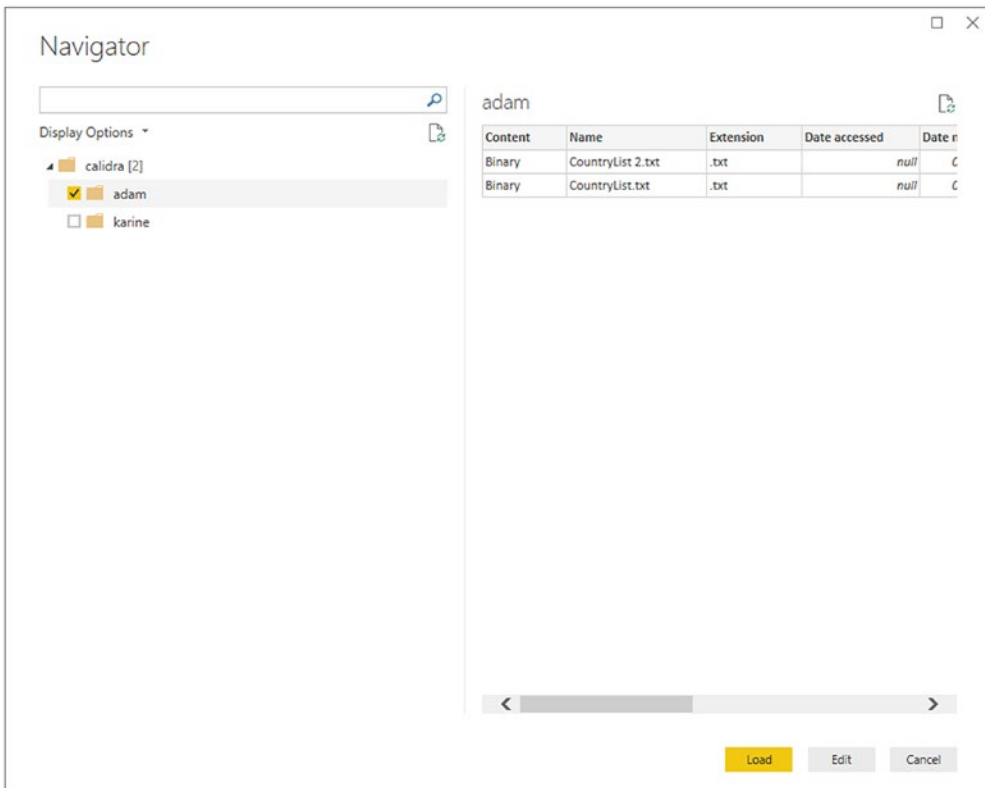 Navigator
Display Options
calidra [2]
adam
karine
adam
Content Name Extension Date accessed Date
Binary CountryList 2.txt .txt null
Binary CountryList.txt .txt null
Load Edit Cancel